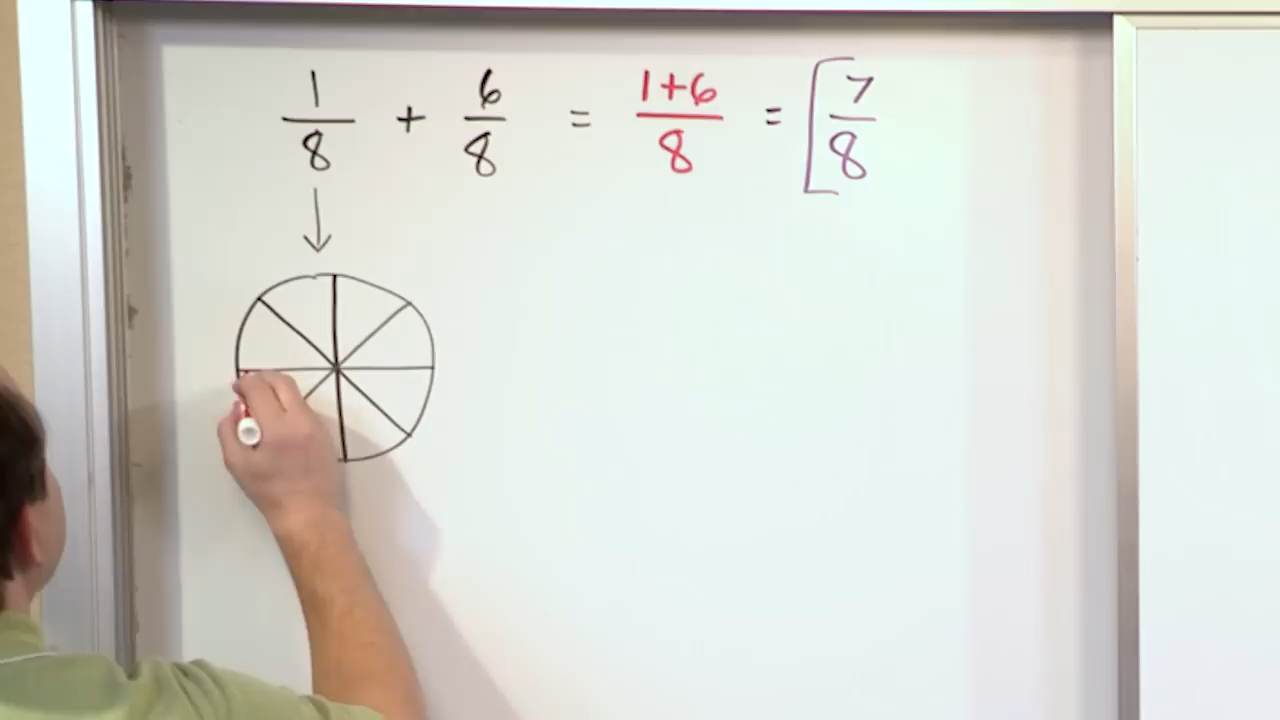 1/8 + 6/8 = 1+6/8 = [7/8